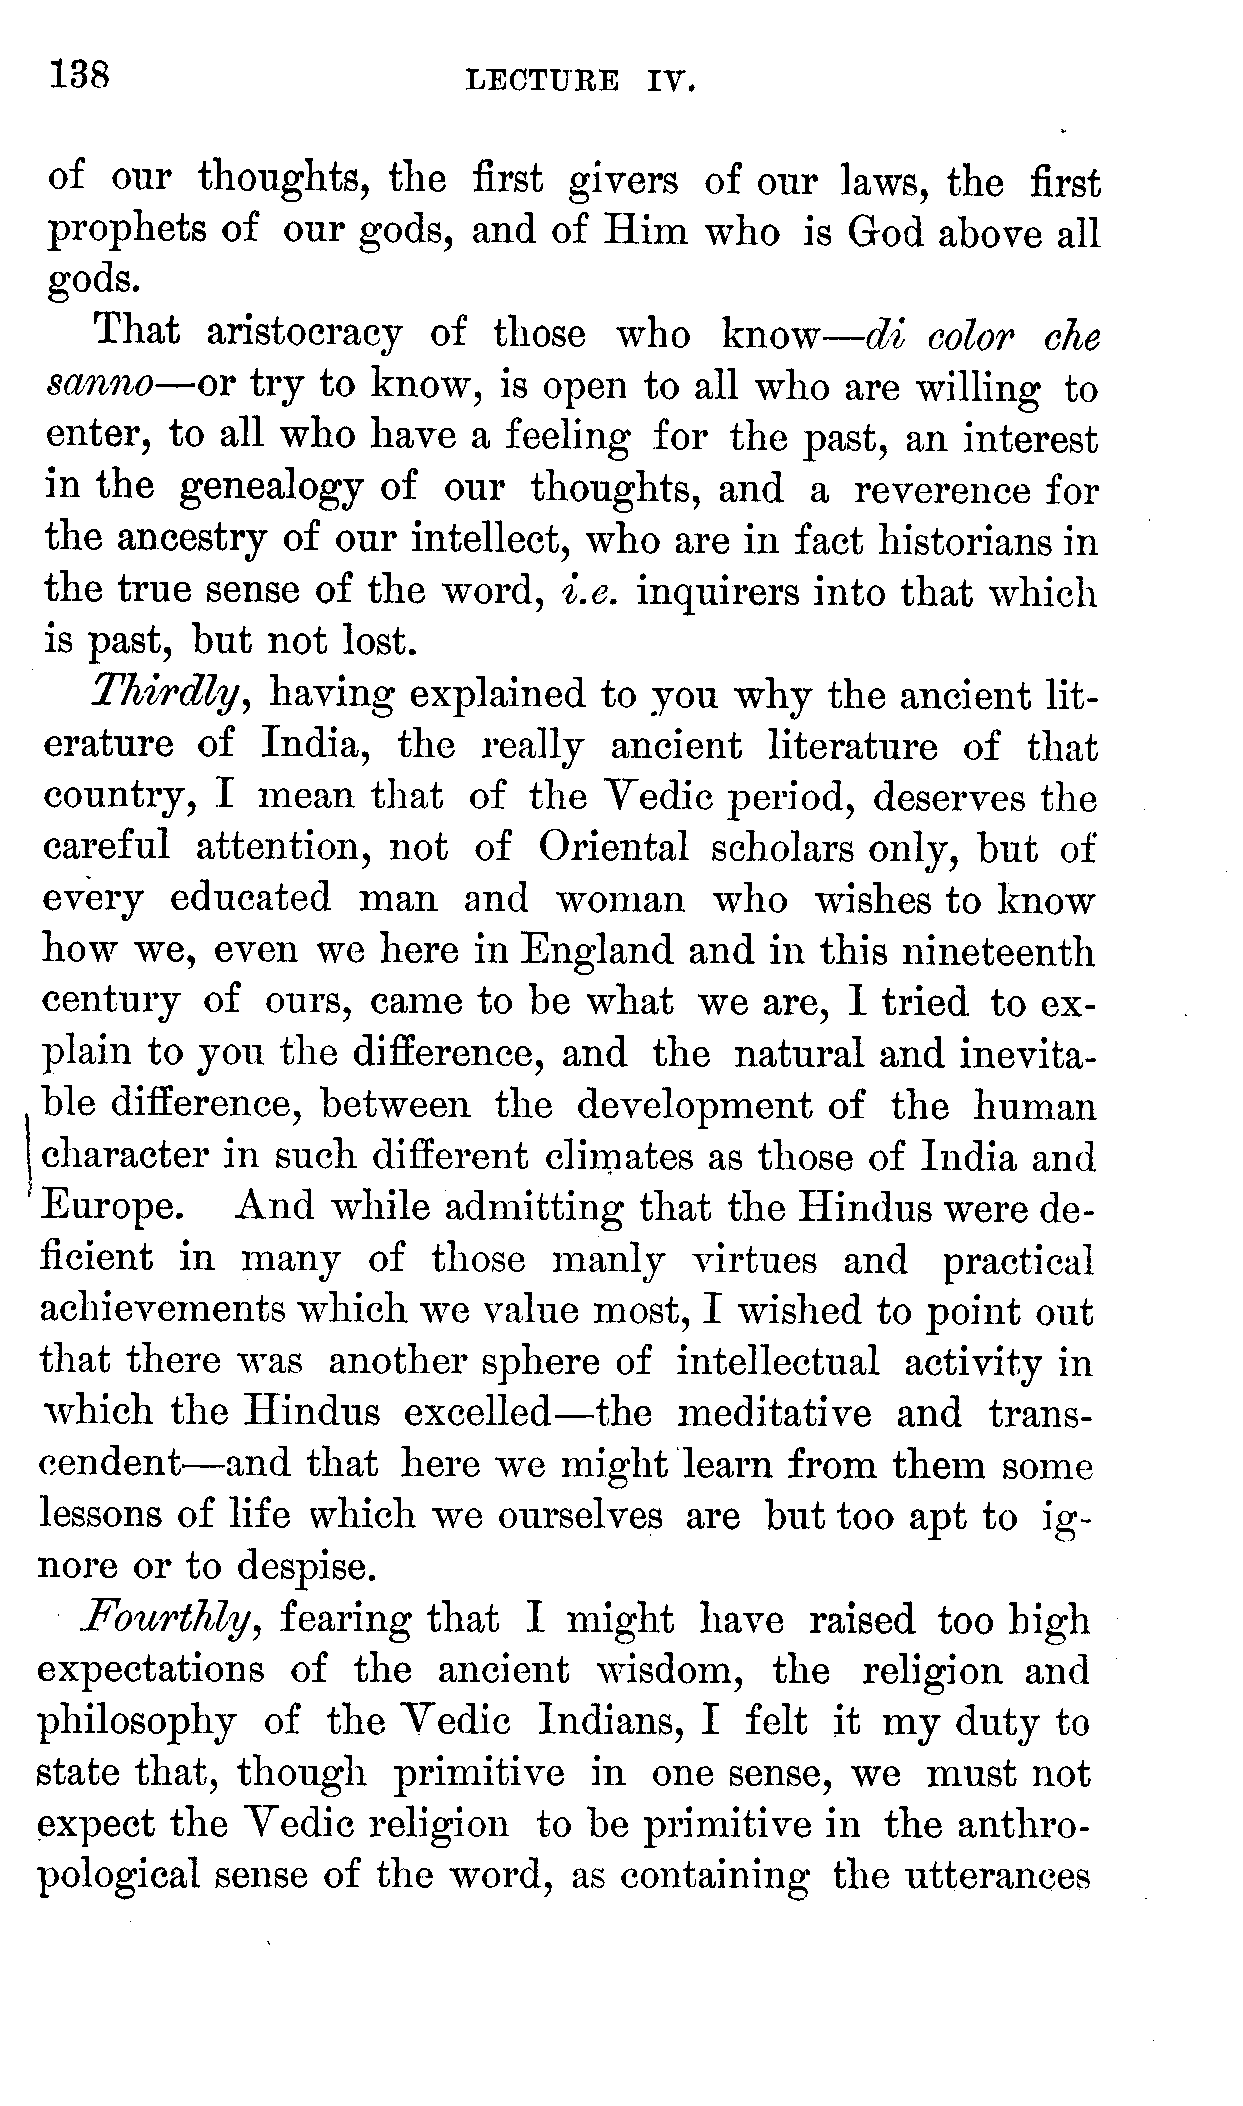 138 LECTURE IV.
of our thoughts, the first givers of our laws, the first
prophets of our gods, and of Him who is God above all
gods.
That aristocracy of those who know—di color che
sanno—or try to know, is open to all who are willing to
enter, to all who have a feeling for the past, an interest
in the genealogy of our thoughts, and a reverence for
the ancestry of our intellect, who are in fact historians in
the true sense of the word, i.e. inquirers into that which
is past, but not lost.
Thirdly, having explained to you why the ancient lit-
erature of India, the really ancient literature of that
country, I mean that of the Vedic period, deserves the
careful attention, not of Oriental scholars only, but of
every educated man and woman who wishes to know
how we, even we here in England and in this nineteenth
century of ours, came to be what we are, I tried to ex-
plain to you the difference, and the natural and inevita-
ble difference, between the development of the human
character in such different climates as those of India and
Europe. And while admitting that the Hindus were de-
ficient in many of those manly virtues and practical
achievements which we value most, I wished to point out
that there was another sphere of intellectual activity in
which the Hindus excelled—the meditative and trans-
cendent—and that here we might learn from them some
lessons of life which we ourselves are but too apt to ig-
nore or to despise.
Fourthly, fearing that I might have raised too high
expectations of the ancient wisdom, the religion and
philosophy of the Vedic Indians, I felt it my duty to
state that, though primitive in one sense, we must not
expect the Vedic religion to be primitive in the anthro-
pological sense of the word, as containing the utterances